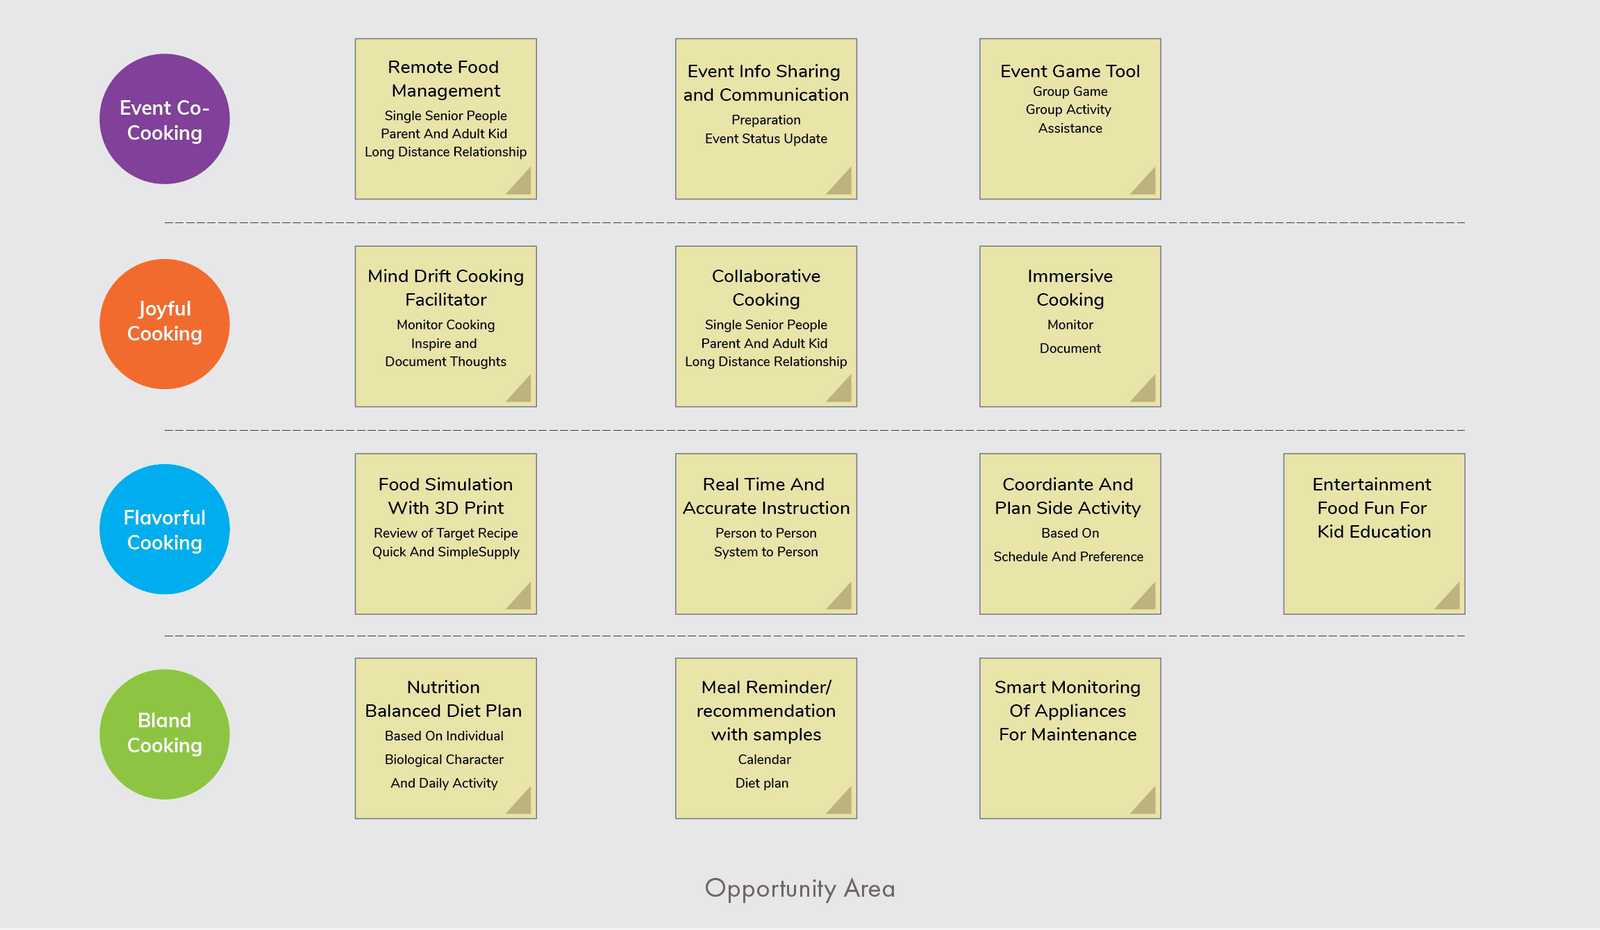 Event Co-
Cooking
Remote Food
Management
Single Senior People
Parent And Adult Kid
Long Distance Relationship
Event Info Sharing
and Communication
Preparation
Event Status Update
Event Game Tool
Group Game
Group Activity
Assistance
Joyful
Cooking
Mind Drift Cooking
Facilitator
Monitor Cooking
Inspire and
Document Thoughts
Collaborative
Cooking
Single Senior People
Parent And Adult Kid
Long Distance Relationship
Immersive
Cooking
Monitor
Document
Flavorful
Cooking
Food Simulation
With 3D Print
Review of Target Recipe
Quick And SimpleSupply
Real Time And
Accurate Instruction
Person to Person
System to Person
Coordiante And
Plan Side Activity
Based On
Schedule And Preference
Entertainment
Food Fun For
Kid Education
Bland
Cooking
Nutrition
Balanced Diet Plan
Based On Individual
Biological Character
And Daily Activity
Meal Reminder/
recommendation
with samples
Calendar
Diet plan
Smart Monitoring
Of Appliances
For Maintenance
Opportunity Area